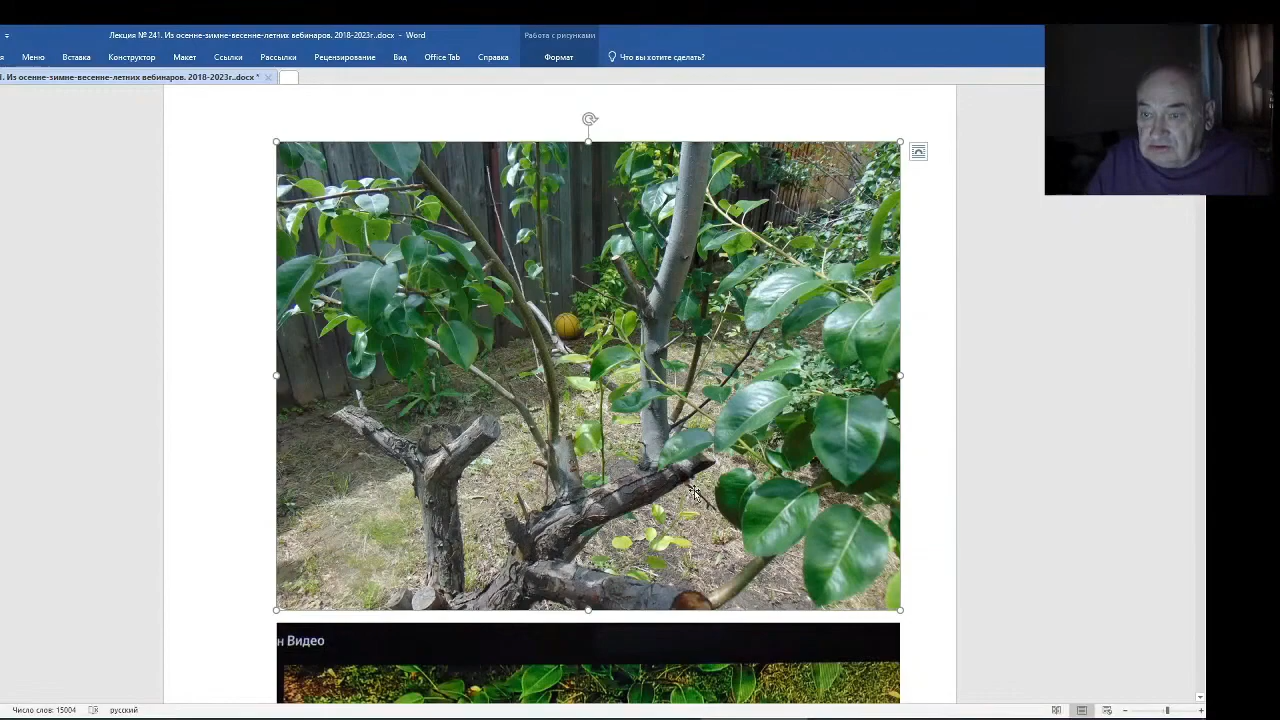 Лекция № 241. Из осенне-зимне-весенне-летних вебинаров. 2018-2023г..docx - Word
Работа с рисунками
Меню Вставка Конструктор Макет Ссылки Рассылки Рецензирование Вид Office Tab Справка Формат Что вы хотите сделать?
. Из осенне-зимне-весенне-летних вебинаров. 2018-2023г..docx *
н Видео
Число слов: 15004 русский